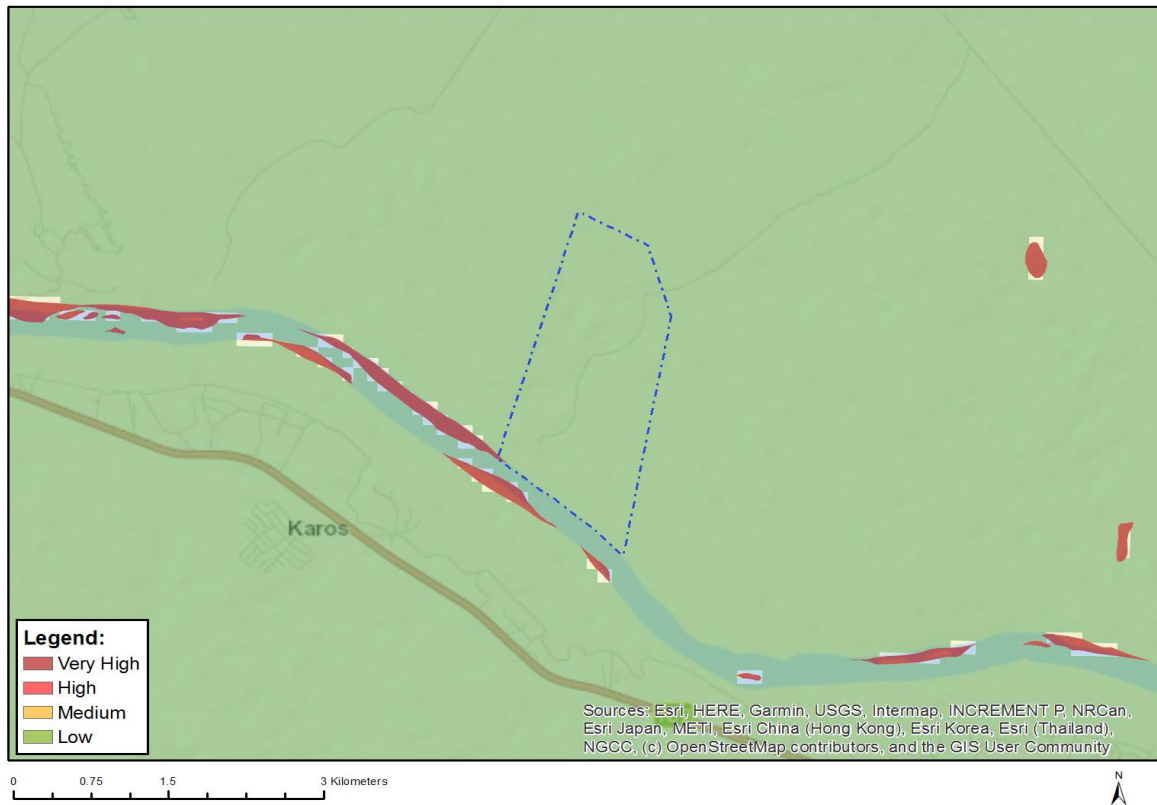 Karos
Legend:
Very High
High
Medium
Low
Sources: Esri, HERE, Garmin, USGS, Intermap, INCREMENT P, NRCan,
Esri Japan, METI, Esri China (Hong Kong), Esri Korea, Esri (Thailand),
NGCC, (c) OpenStreetMap contributors, and the GIS User Community
0 0.75 1.5 3 Kilometers
N